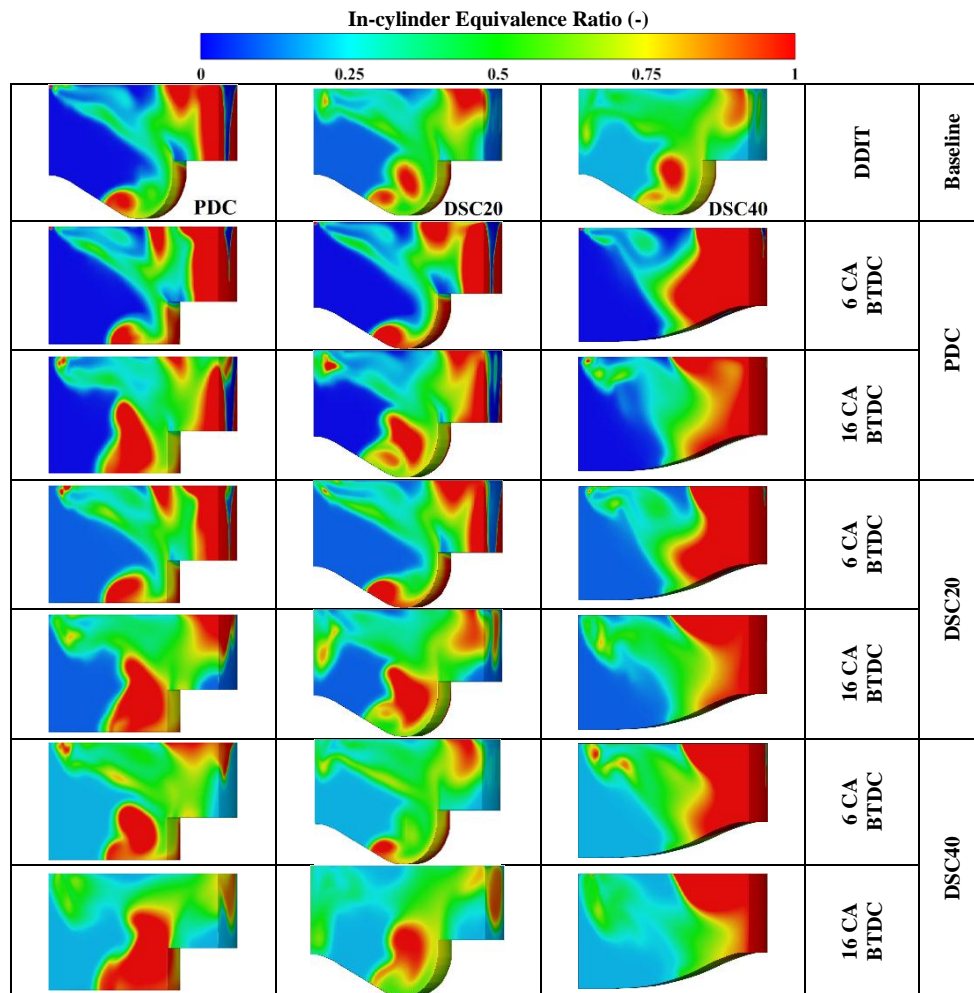 In-cylinder Equivalence Ratio (-)
0 0.25 0.5 0.75 1
PDC DSC20 DSC40 DDIT Baseline
6 CA
BTDC
16 CA
BTDC
PDC
6 CA
BTDC
16 CA
BTDC
DSC20
6 CA
BTDC
16 CA
BTDC
DSC40